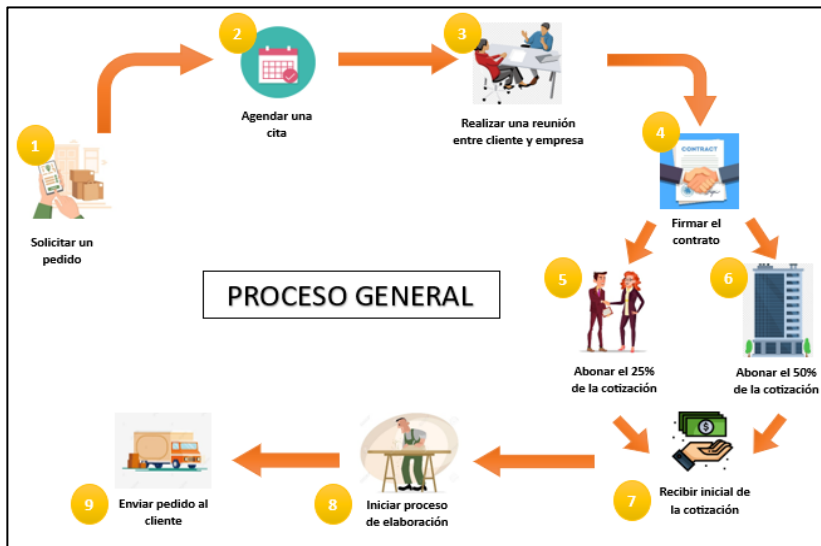 1
Solicitar un
pedido
2
Agendar una
cita
3
Realizar una reunión
entre cliente y empresa
4
CONTRACT
Firmar el
contrato
PROCESO GENERAL
5
Abonar el 25%
de la cotización
6
Abonar el 50%
de la cotización
7
Recibir inicial de
la cotización
8
Iniciar proceso
de elaboración
9
Enviar pedido al
cliente